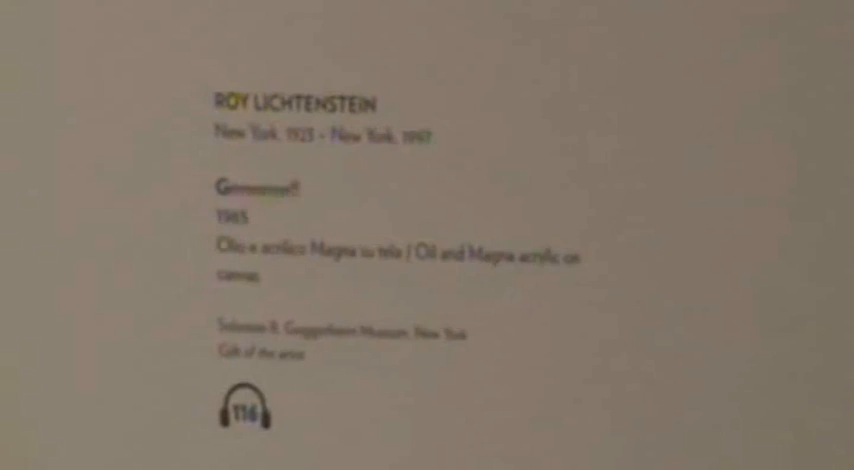 ROY LICHTENSTEIN
New York, 1923 - New York, 1997
1965
Olio e acrilico Magna su tela / Oil and Magna acrylic on
canvas
Solomon R. Guggenheim Museum, New York
Gift of the artist
116